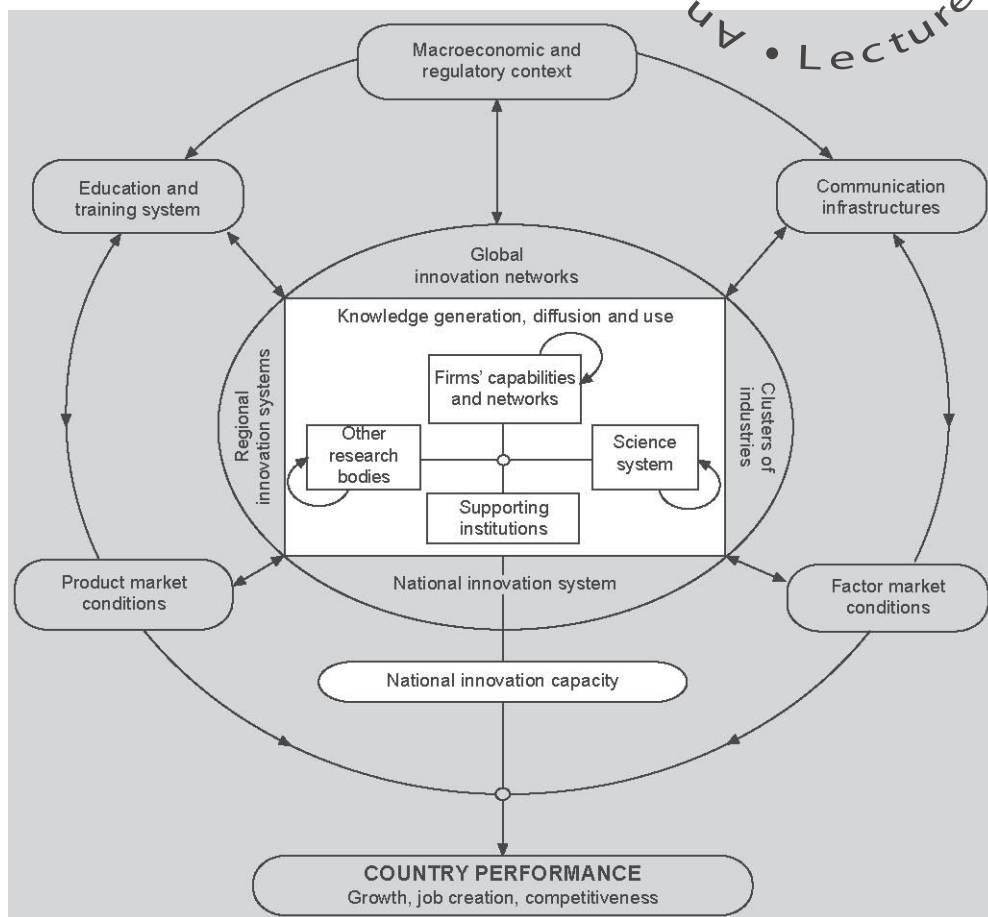 An • Lecture
Macroeconomic and
regulatory context
Education and
training system
Communication
infrastructures
Global
innovation networks
Knowledge generation, diffusion and use
Firms' capabilities
and networks
Regional
innovation systems
Clusters of
industries
Other
research
bodies
Science
system
Supporting
institutions
Product market
conditions
National innovation system
Factor market
conditions
National innovation capacity
COUNTRY PERFORMANCE
Growth, job creation, competitiveness